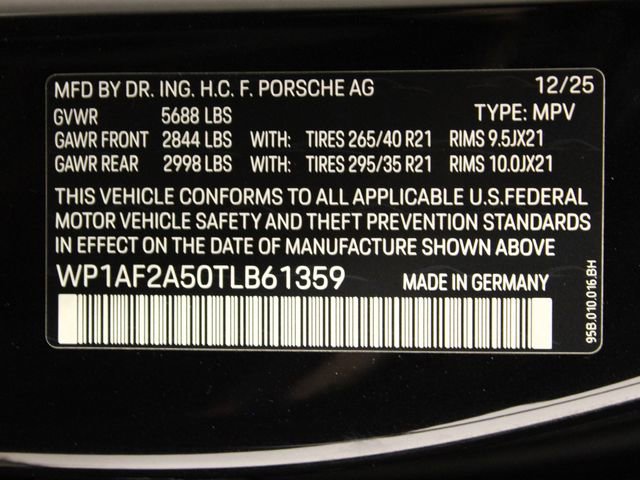 MFD BY DR. ING. H.C. F. PORSCHE AG 12/25
GVWR 5688 LBS TYPE: MPV
GAWR FRONT 2844 LBS WITH: TIRES 265/40 R21 RIMS 9.5JX21
GAWR REAR 2998 LBS WITH: TIRES 295/35 R21 RIMS 10.0JX21
THIS VEHICLE CONFORMS TO ALL APPLICABLE U.S.FEDERAL
MOTOR VEHICLE SAFETY AND THEFT PREVENTION STANDARDS
IN EFFECT ON THE DATE OF MANUFACTURE SHOWN ABOVE
WP1AF2A50TLB61359 MADE IN GERMANY
95B.010.016.BH